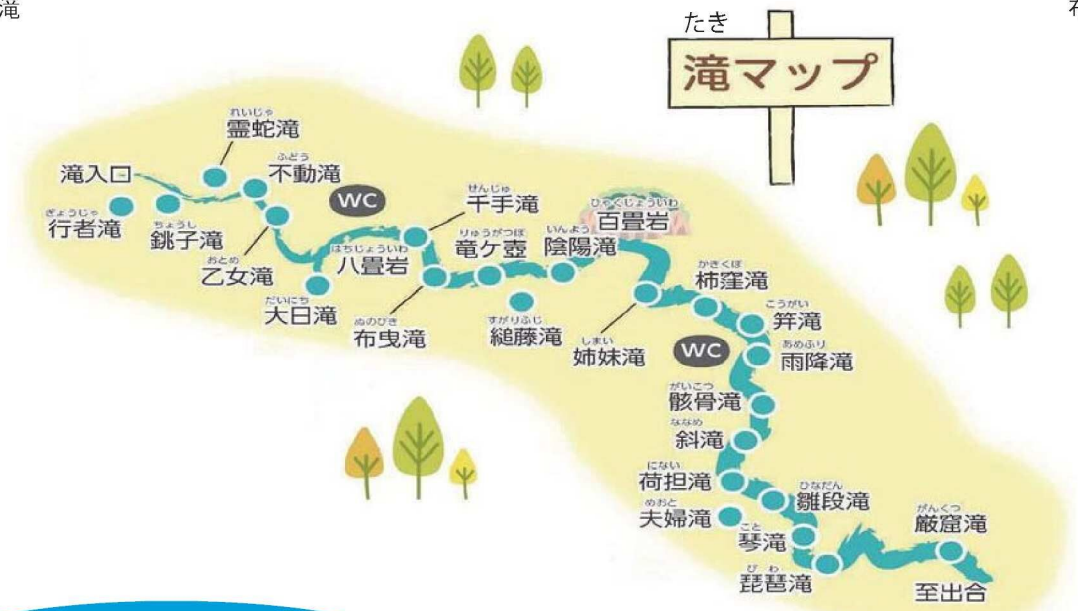 滝
たき
滝マップ
れいじゃ
霊蛇滝
滝入口
ふどう
不動滝
WC
ぎょうじゃ
行者滝
ちょうし
銚子滝
おとめ
乙女滝
だいにち
大日滝
はちじょういわ
八畳岩
せんじゅ
千手滝
ぬのびき
布曳滝
りゅうがつぼ
竜ケ壺
すがりふじ
縋藤滝
いんよう
陰陽滝
ひゃくじょういわ
百畳岩
しまい
姉妹滝
かきくぼ
柿窪滝
こうがい
笄滝
WC
あめふり
雨降滝
がいこつ
骸骨滝
ななめ
斜滝
にない
荷担滝
めおと
夫婦滝
ひなだん
雛段滝
こと
琴滝
びわ
琵琶滝
がんくつ
厳窟滝
至出合